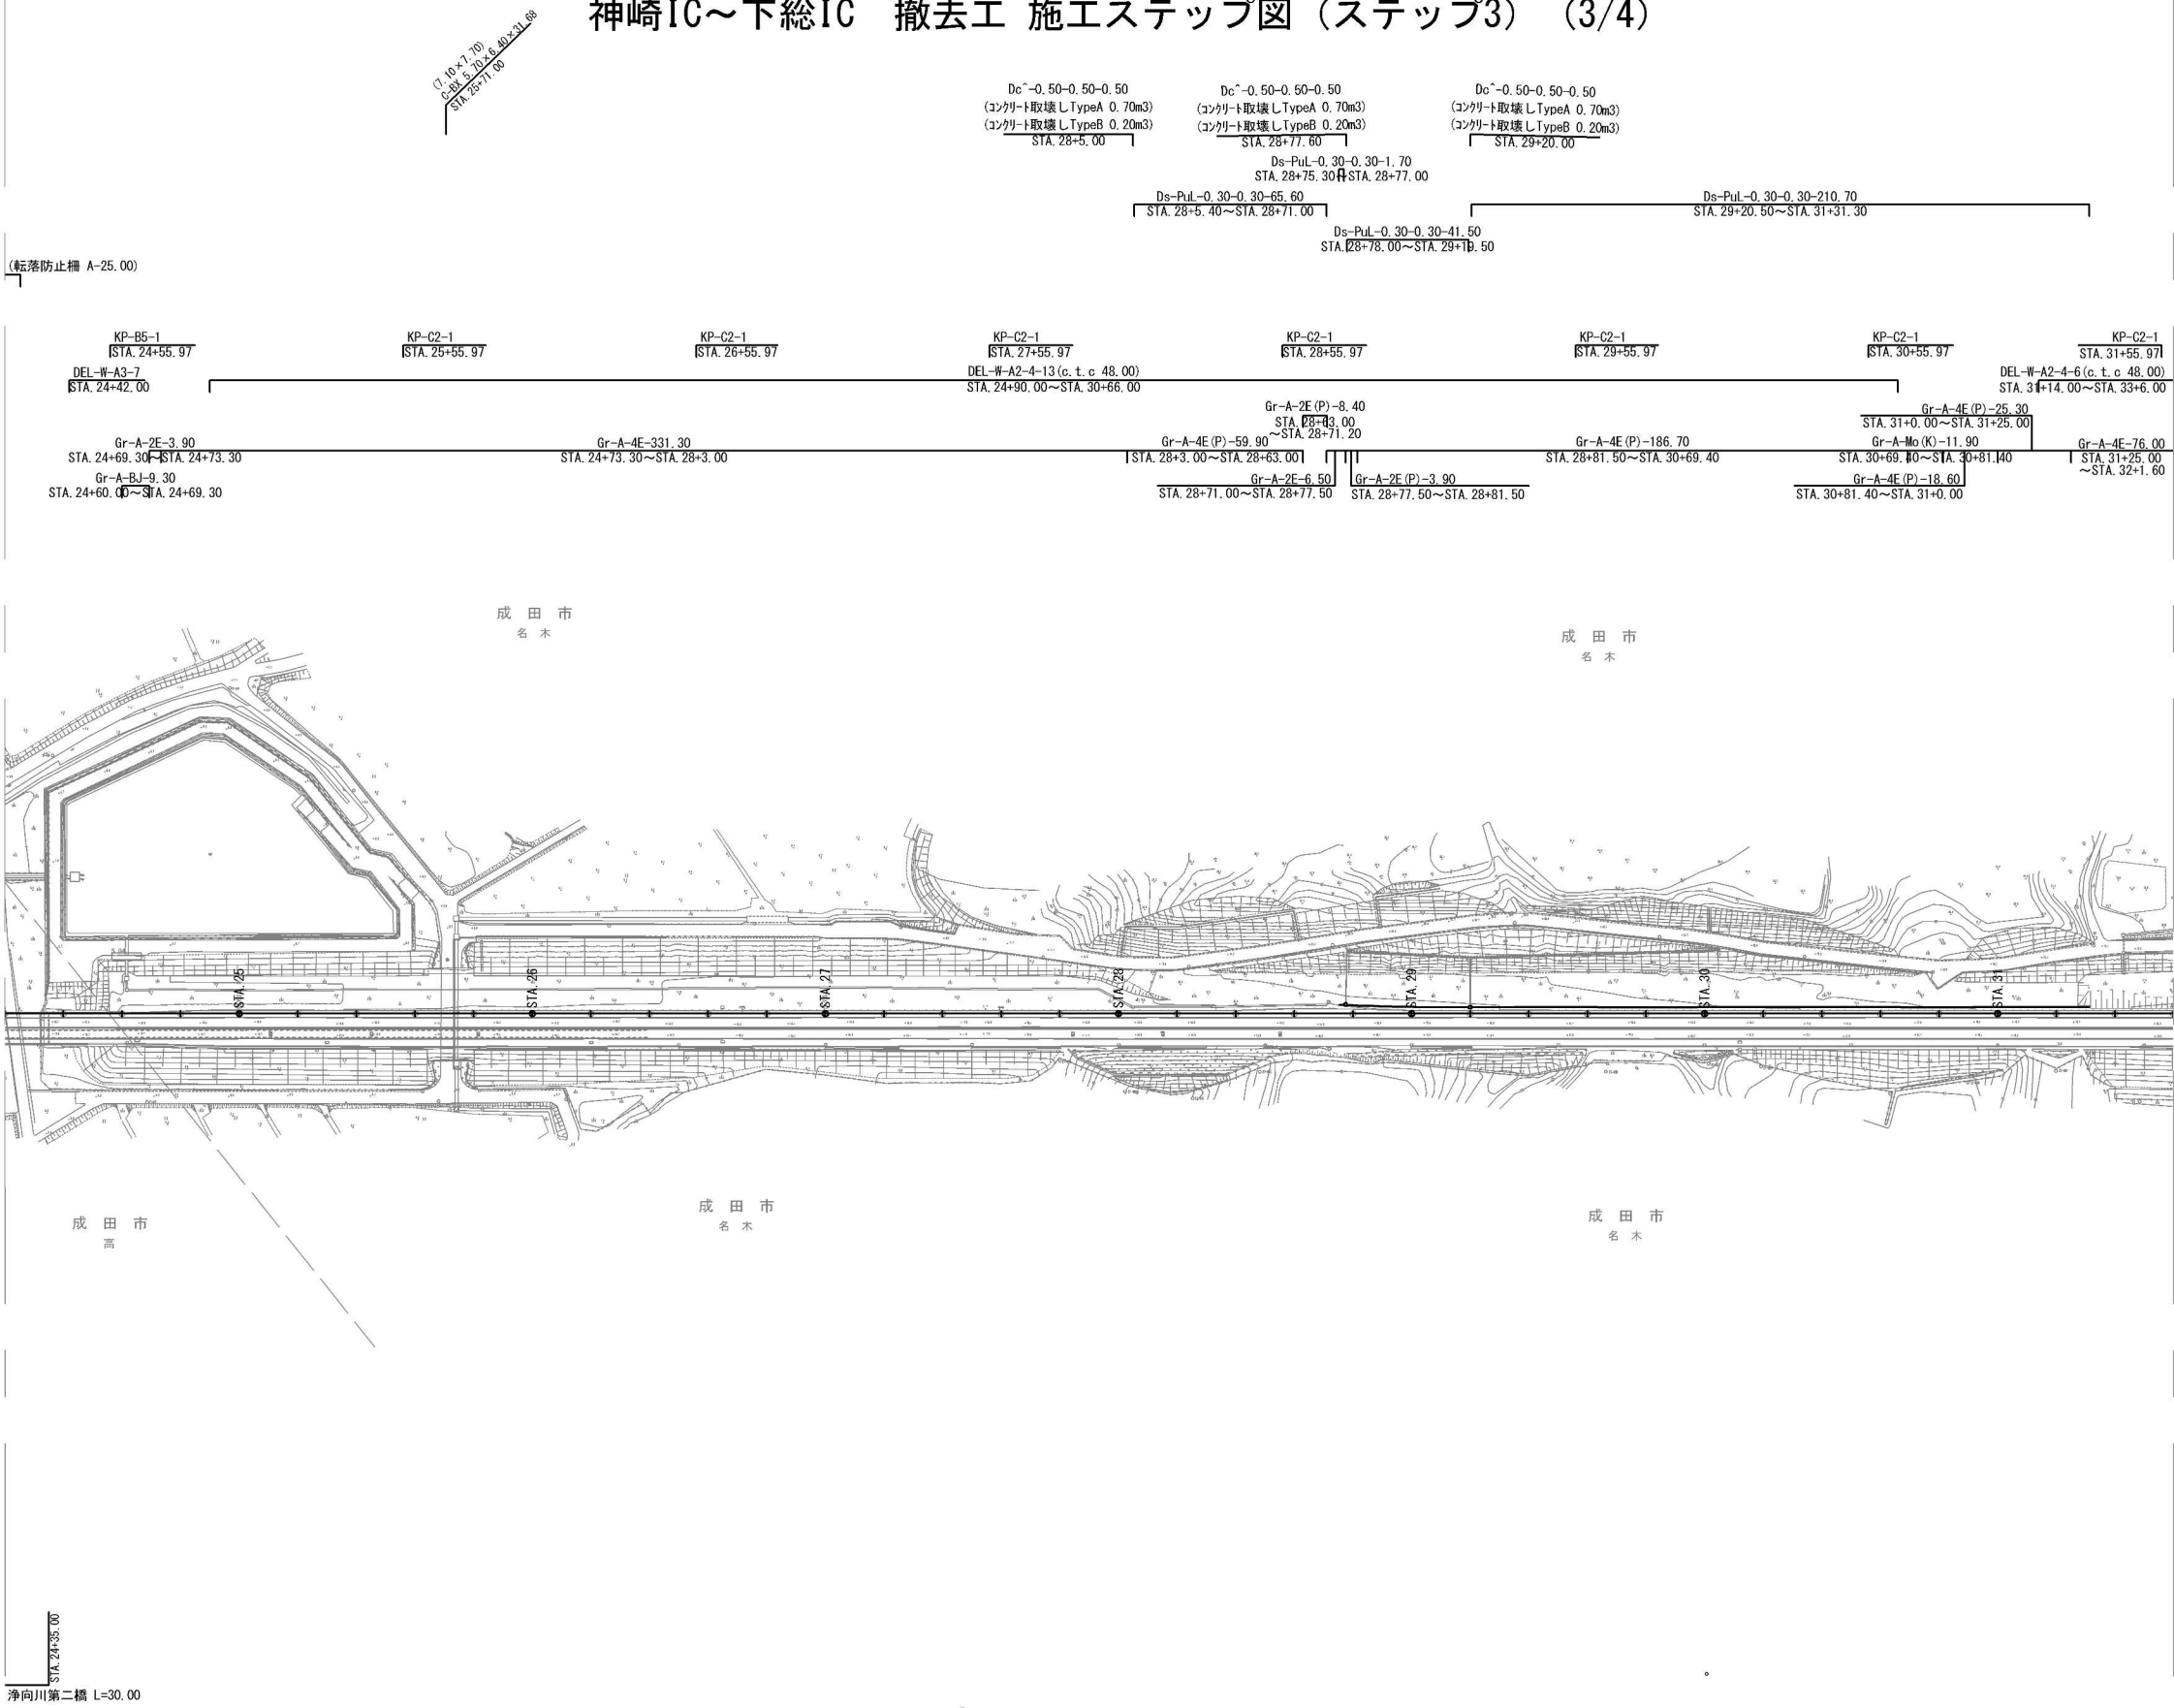 神崎IC～下総IC　撤去工 施工ステップ図（ステップ3）（3/4）
(7.10×7.70)
C-BX 5.70×6.40×31.68
STA.25+71.00
Dc^-0.50-0.50-0.50
(コンクリート取壊しTypeA 0.70m3)
(コンクリート取壊しTypeB 0.20m3)
STA.28+5.00
Dc^-0.50-0.50-0.50
(コンクリート取壊しTypeA 0.70m3)
(コンクリート取壊しTypeB 0.20m3)
STA.28+77.60
Dc^-0.50-0.50-0.50
(コンクリート取壊しTypeA 0.70m3)
(コンクリート取壊しTypeB 0.20m3)
STA.29+20.00
Ds-PuL-0.30-0.30-1.70
STA.28+75.30～STA.28+77.00
Ds-PuL-0.30-0.30-65.60
STA.28+5.40～STA.28+71.00
Ds-PuL-0.30-0.30-210.70
STA.29+20.50～STA.31+31.30
Ds-PuL-0.30-0.30-41.50
STA.28+78.00～STA.29+19.50
(転落防止柵 A-25.00)
KP-B5-1
STA.24+55.97
KP-C2-1
STA.25+55.97
KP-C2-1
STA.26+55.97
KP-C2-1
STA.27+55.97
KP-C2-1
STA.28+55.97
KP-C2-1
STA.29+55.97
KP-C2-1
STA.30+55.97
KP-C2-1
STA.31+55.97
DEL-W-A3-7
STA.24+42.00
DEL-W-A2-4-13(c.t.c 48.00)
STA.24+90.00～STA.30+66.00
DEL-W-A2-4-6(c.t.c 48.00)
STA.31+14.00～STA.33+6.00
Gr-A-2E(P)-8.40
STA.28+63.00
～STA.28+71.20
Gr-A-4E(P)-25.30
STA.31+0.00～STA.31+25.00
Gr-A-2E-3.90
STA.24+69.30～STA.24+73.30
Gr-A-4E-331.30
STA.24+73.30～STA.28+3.00
Gr-A-4E(P)-59.90
STA.28+3.00～STA.28+63.00
Gr-A-4E(P)-186.70
STA.28+81.50～STA.30+69.40
Gr-A-Mo(K)-11.90
STA.30+69.40～STA.30+81.40
Gr-A-4E-76.00
STA.31+25.00
～STA.32+1.60
Gr-A-BJ-9.30
STA.24+60.00～STA.24+69.30
Gr-A-2E-6.50
STA.28+71.00～STA.28+77.50
Gr-A-2E(P)-3.90
STA.28+77.50～STA.28+81.50
Gr-A-4E(P)-18.60
STA.30+81.40～STA.31+0.00
成 田 市
名 木
成 田 市
名 木
STA.25
STA.26
STA.27
STA.28
STA.29
STA.30
STA.31
成 田 市
高
成 田 市
名 木
成 田 市
名 木
STA.24+35.00
浄向川第二橋 L=30.00